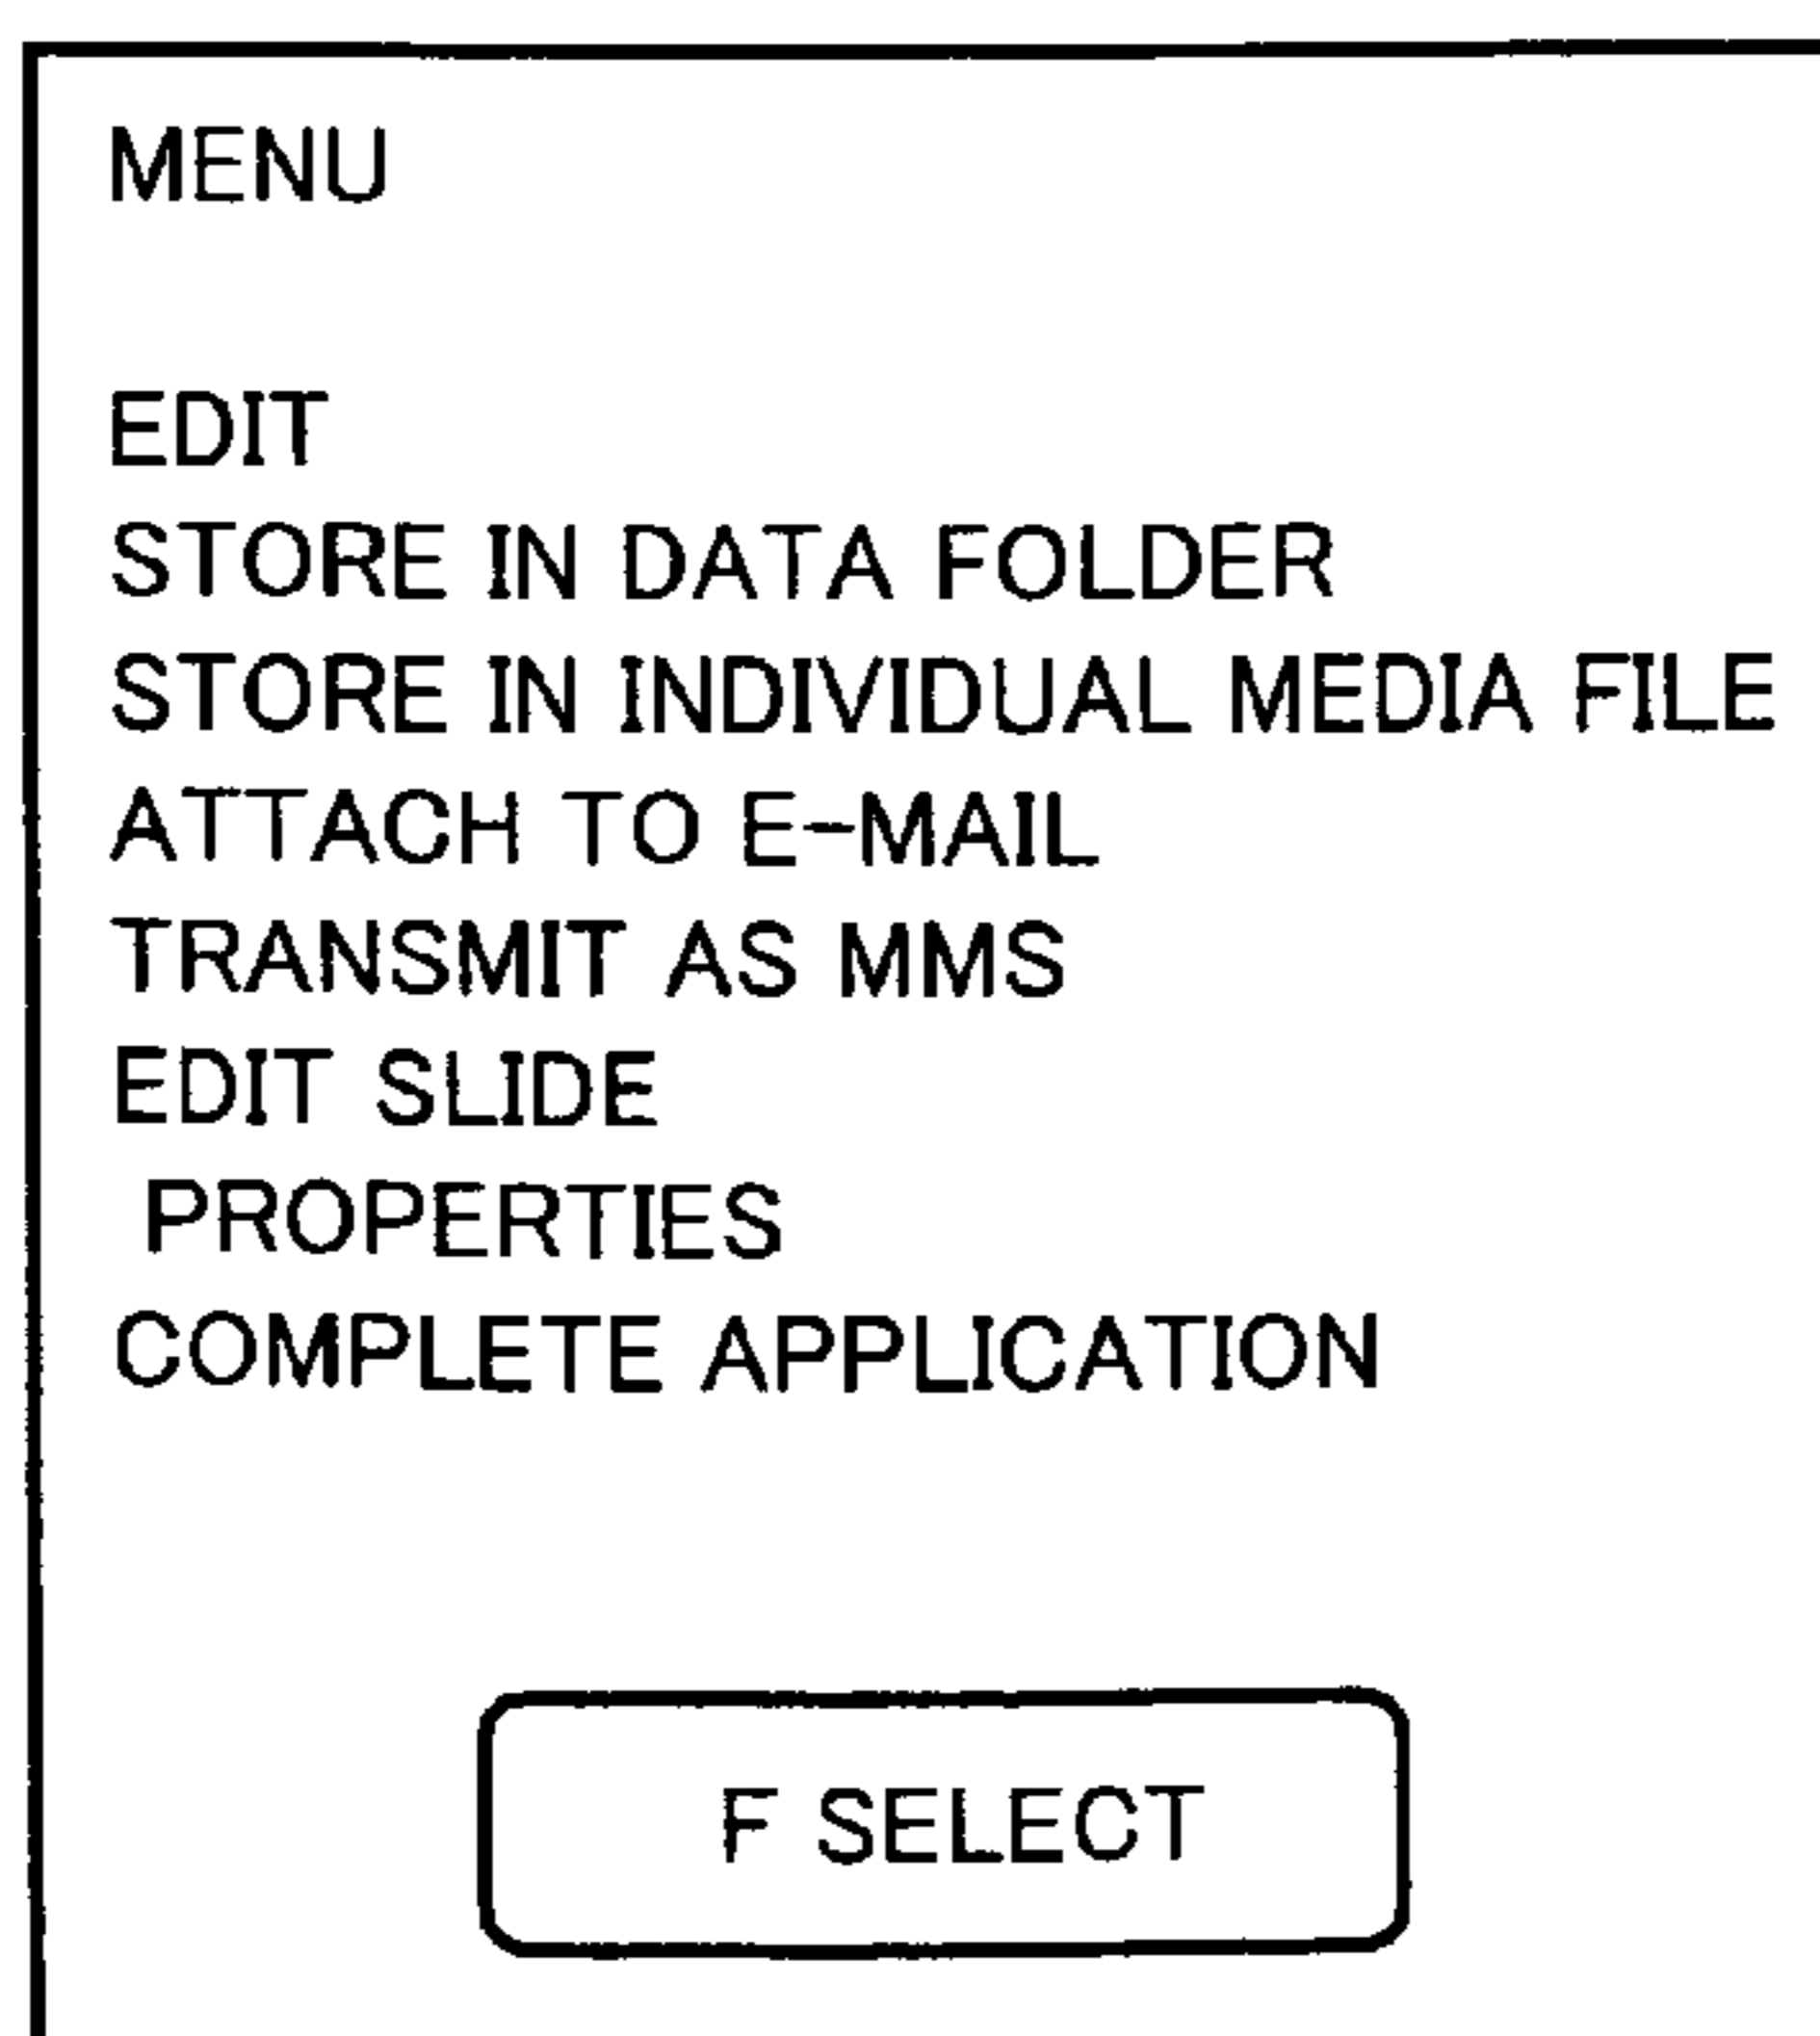 MENU
EDIT
STORE IN DATA FOLDER
STORE IN INDIVIDUAL MEDIA FILE
ATTACH TO E-MAIL
TRANSMIT AS MMS
EDIT SLIDE
PROPERTIES
COMPLETE APPLICATION
F SELECT